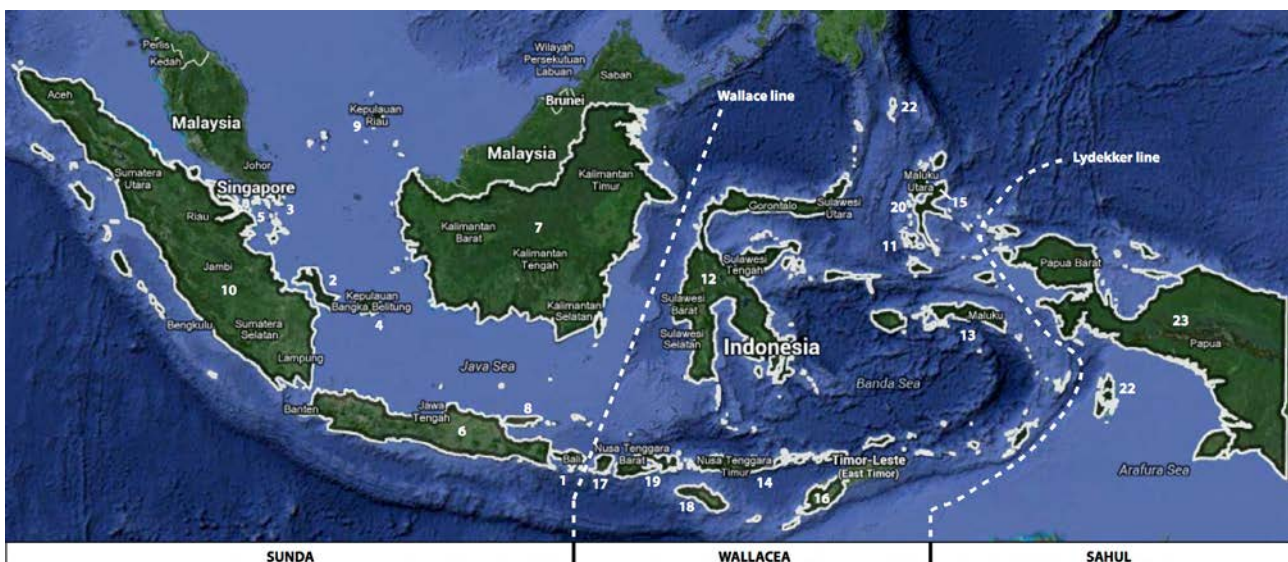 Perlis
Kedah
Wilayah
Persekutuan
Labuan
Sabah
Aceh
Malaysia
Kepulauan
Riau
9
Brunei
Wallace line
22
Lydekker line
Malaysia
Johor
Singapore
Sumatera
Utara
Riau
5
3
Kalimantan
Timur
Maluku
Utara
15
20
11
Gorontalo
Sulawesi
Utara
Kalimantan
Barat
7
Kalimantan
Tengah
Jambi
10
2
Kepulauan
Bangka Belitung
4
Sulawesi
Tengah
12
Papua Barat
Bengkulu
Sumatera
Selatan
Kalimantan
Selatan
Sulawesi
Barat
Sulawesi
Selatan
Indonesia
Maluku
13
23
Papua
Lampung
Java Sea
Banda Sea
Banten
Jawa
Tengah
6
8
22
Bali
1
17
Nusa Tenggara
Barat
19
Nusa Tenggara
Timur
14
18
Timor-Leste
(East Timor)
16
Arafura Sea
SUNDA
WALLACEA
SAHUL